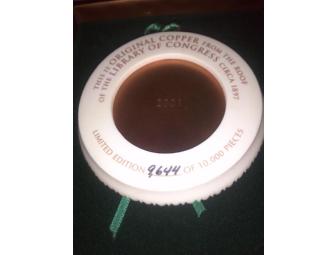 THIS IS ORIGINAL COPPER FROM THE ROOF
OF THE LIBRARY OF CONGRESS CIRCA 1897
2001
LIMITED EDITION 9644 OF 10,000 PIECES